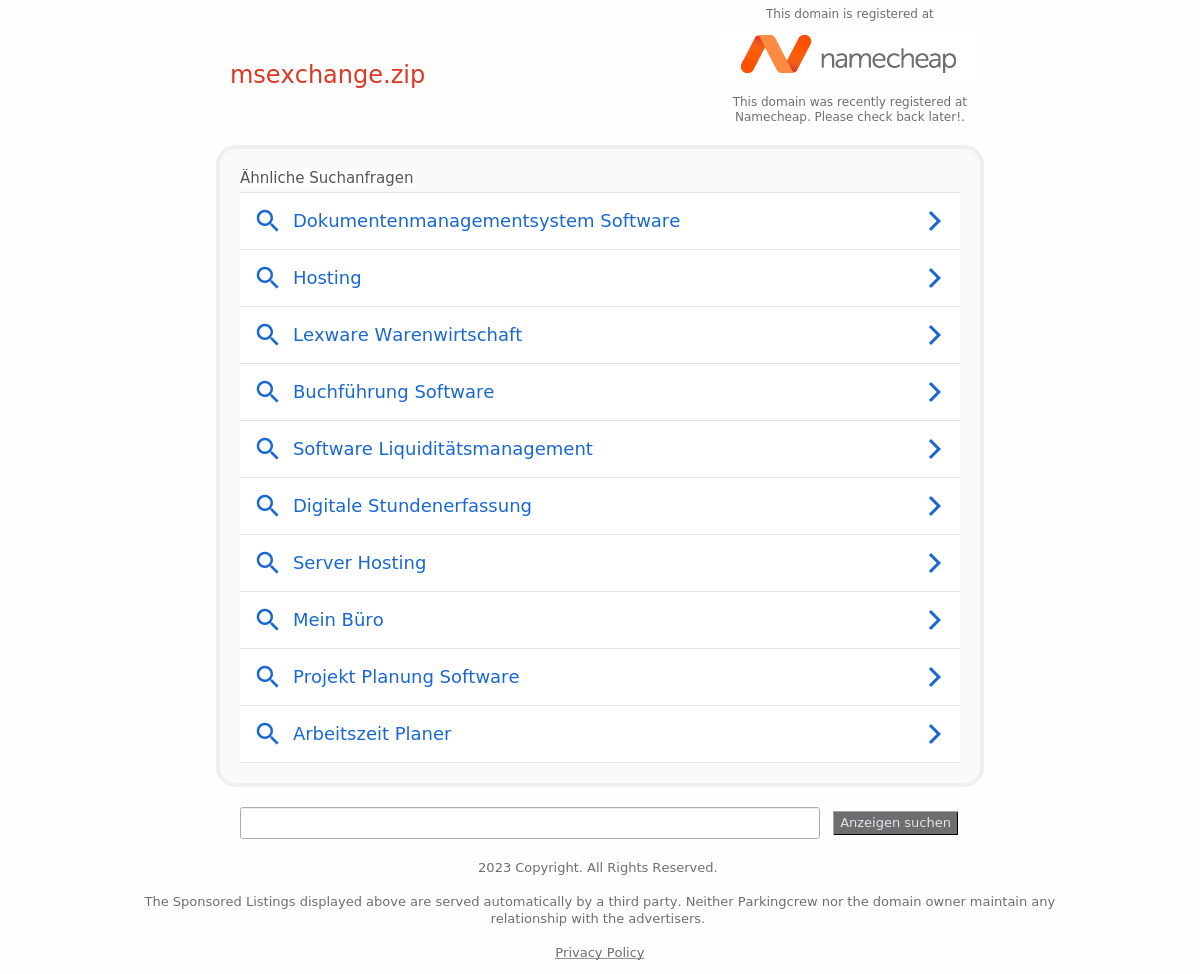 This domain is registered at
namecheap
msexchange.zip
This domain was recently registered at
Namecheap. Please check back later!.
Ähnliche Suchanfragen
Dokumentenmanagementsystem Software
Hosting
Lexware Warenwirtschaft
Buchführung Software
Software Liquiditätsmanagement
Digitale Stundenerfassung
Server Hosting
Mein Büro
Projekt Planung Software
Arbeitszeit Planer
Anzeigen suchen
2023 Copyright. All Rights Reserved.
The Sponsored Listings displayed above are served automatically by a third party. Neither Parkingcrew nor the domain owner maintain any
relationship with the advertisers.
Privacy Policy